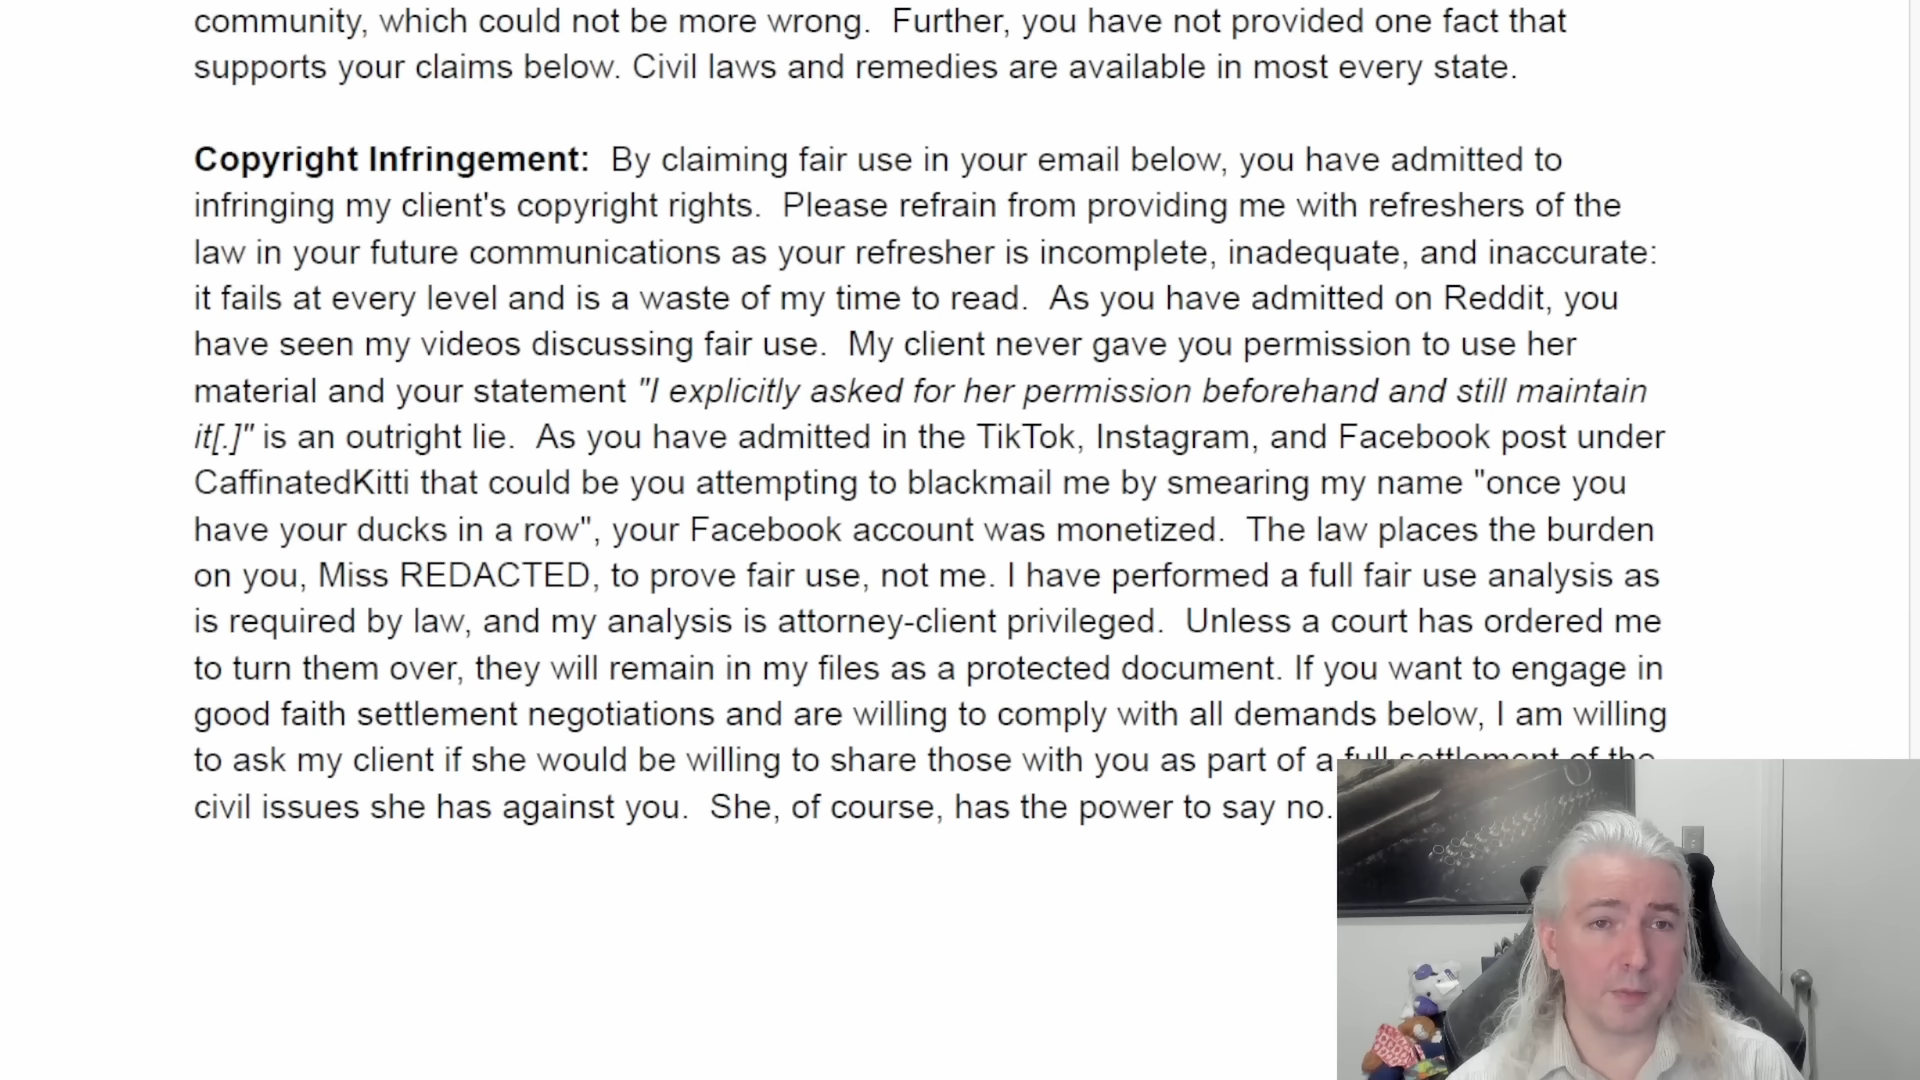 community, which could not be more wrong.  Further, you have not provided one fact that
supports your claims below. Civil laws and remedies are available in most every state.
Copyright Infringement:  By claiming fair use in your email below, you have admitted to
infringing my client's copyright rights.  Please refrain from providing me with refreshers of the
law in your future communications as your refresher is incomplete, inadequate, and inaccurate:
it fails at every level and is a waste of my time to read.  As you have admitted on Reddit, you
have seen my videos discussing fair use.  My client never gave you permission to use her
material and your statement "I explicitly asked for her permission beforehand and still maintain
it[.]" is an outright lie.  As you have admitted in the TikTok, Instagram, and Facebook post under
CaffinatedKitti that could be you attempting to blackmail me by smearing my name "once you
have your ducks in a row", your Facebook account was monetized.  The law places the burden
on you, Miss REDACTED, to prove fair use, not me. I have performed a full fair use analysis as
is required by law, and my analysis is attorney-client privileged.  Unless a court has ordered me
to turn them over, they will remain in my files as a protected document. If you want to engage in
good faith settlement negotiations and are willing to comply with all demands below, I am willing
to ask my client if she would be willing to share those with you as part of a full settlement of the
civil issues she has against you.  She, of course, has the power to say no.